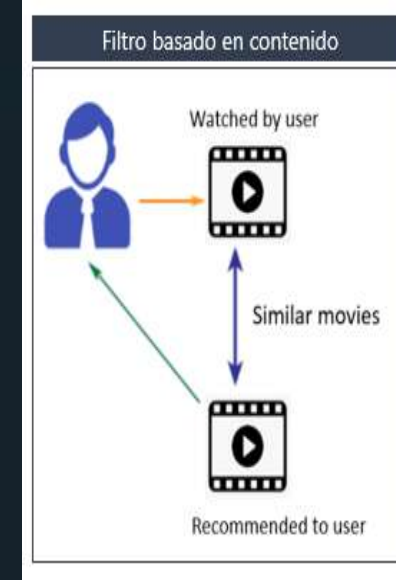 Filtro basado en contenido
Watched by user
Similar movies
Recommended to user